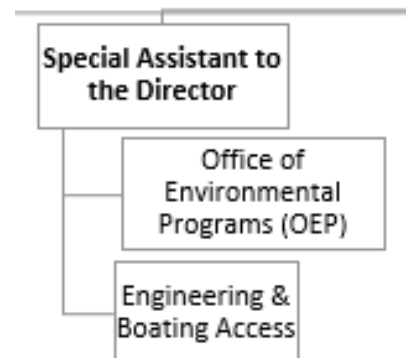 Special Assistant to
the Director
Office of
Environmental
Programs (OEP)
Engineering &
Boating Access